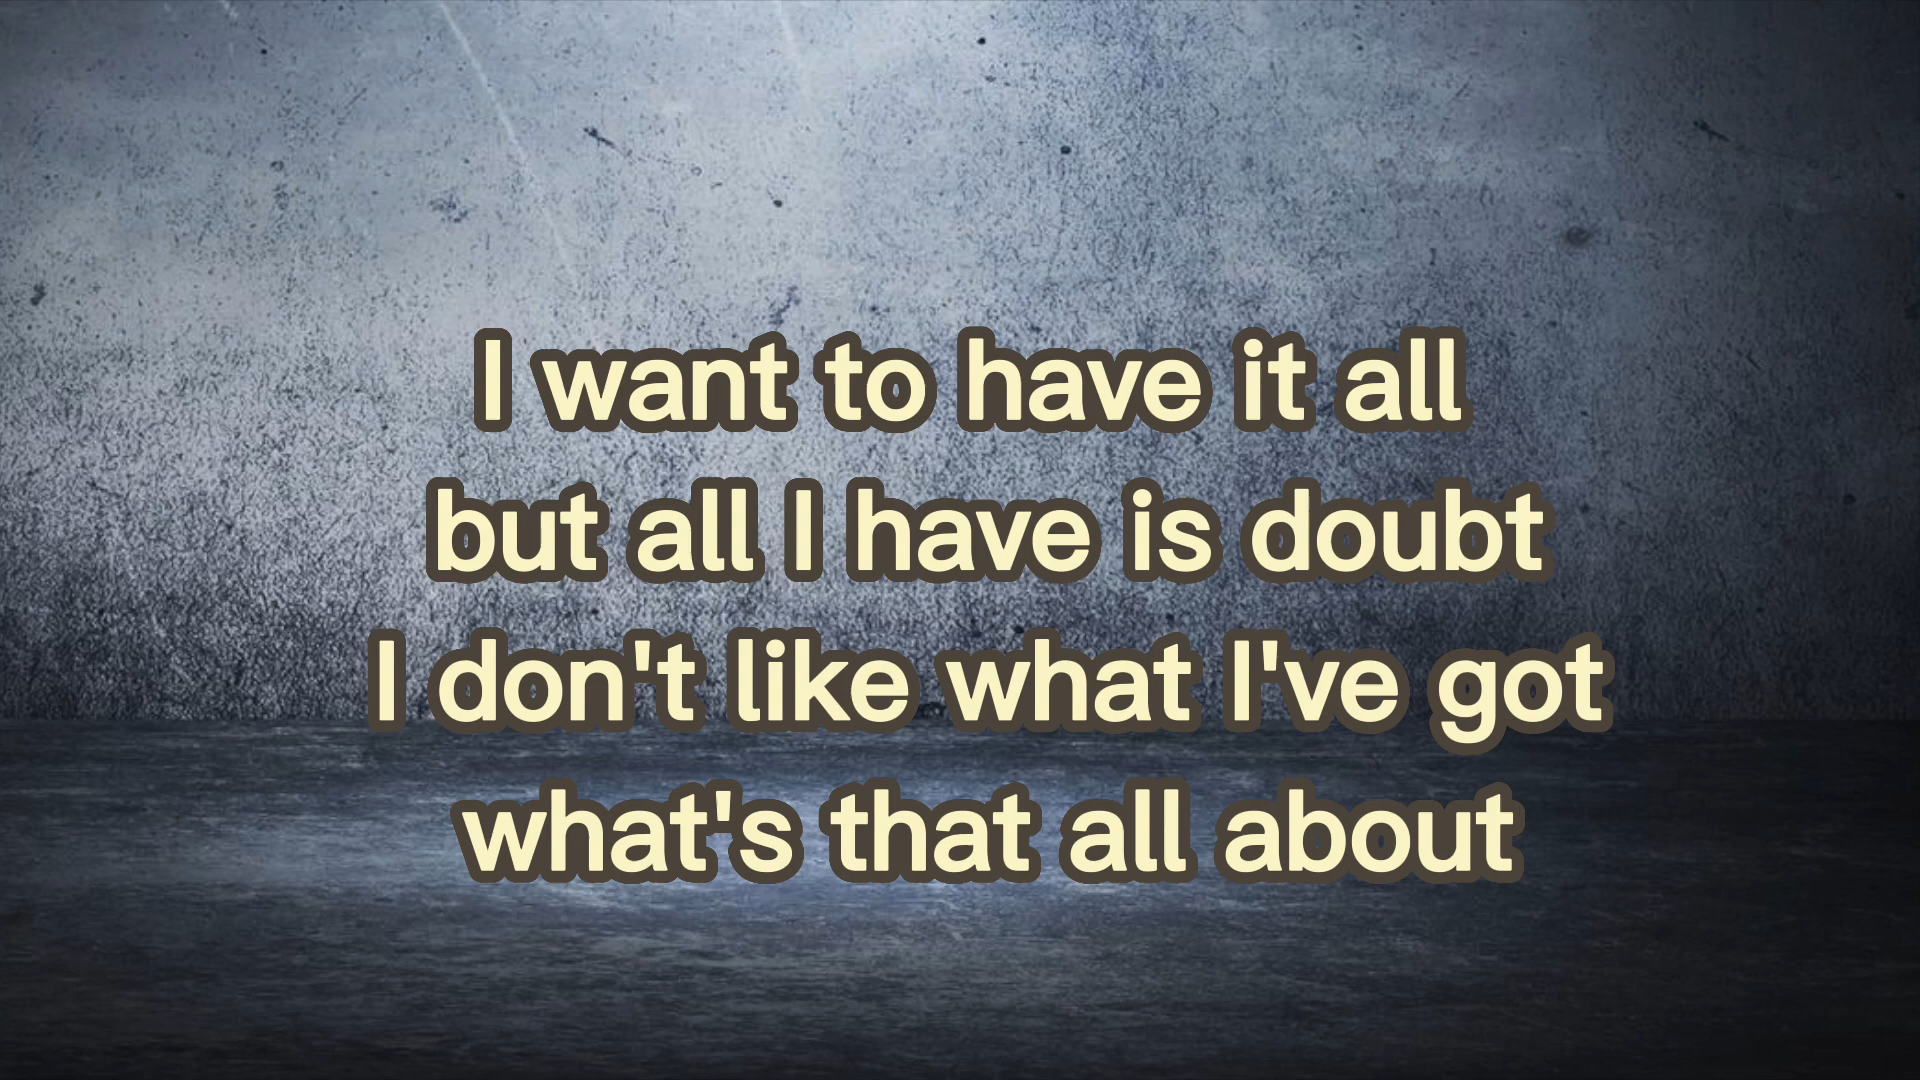 I want to have it all
but all I have is doubt
I don't like what I've got
what's that all about